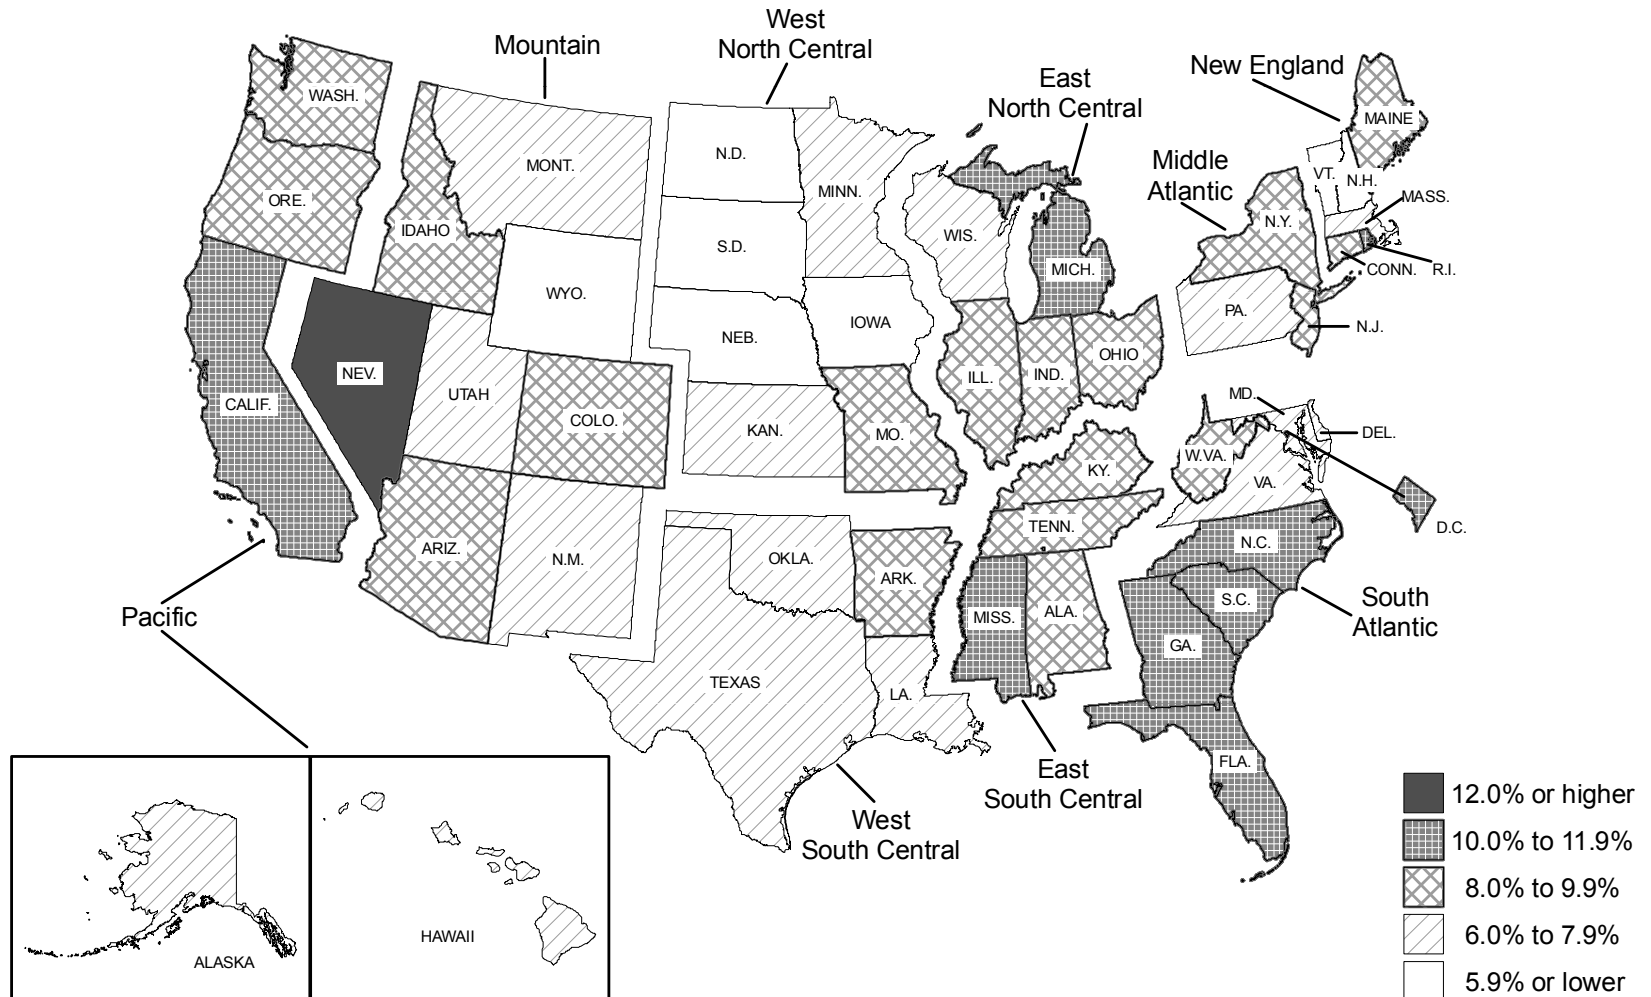 West
North Central
Mountain
East
North Central
New England
Middle
Atlantic
WASH.
MONT.
N.D.
MINN.
MAINE
VT.
N.H.
MASS.
ORE.
IDAHO
S.D.
WIS.
N.Y.
MICH.
CONN.
R.I.
WYO.
NEB.
IOWA
PA.
N.J.
NEV.
UTAH
COLO.
ILL.
IND.
OHIO
CALIF.
KAN.
MO.
MD.
DEL.
KY.
W.VA.
VA.
D.C.
TENN.
N.C.
ARIZ.
N.M.
OKLA.
ARK.
S.C.
South
Atlantic
MISS.
ALA.
GA.
Pacific
TEXAS
LA.
FLA.
East
South Central
West
South Central
ALASKA
HAWAII
12.0% or higher
10.0% to 11.9%
8.0% to 9.9%
6.0% to 7.9%
5.9% or lower